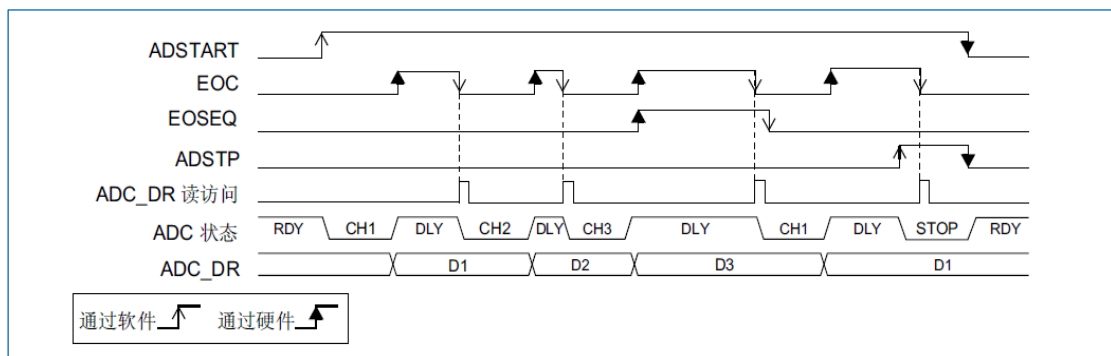 ADSTART
EOC
EOSEQ
ADSTP
ADC_DR 读访问
ADC 状态 RDY CH1 DLY CH2 DLY CH3 DLY CH1 DLY STOP RDY
ADC_DR D1 D2 D3 D1
通过软件 通过硬件